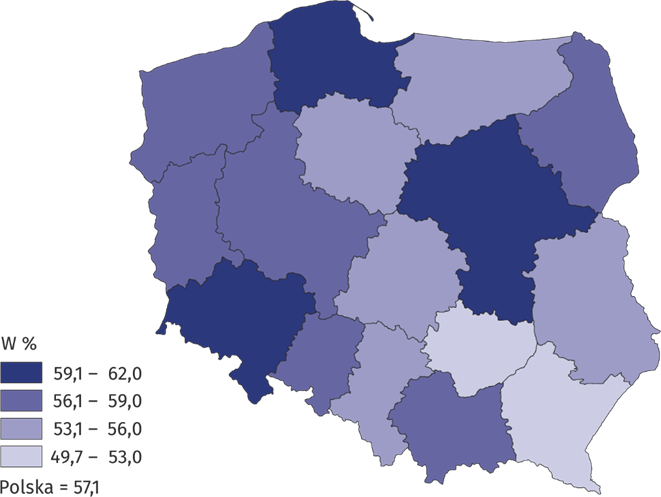 W %
59,1 – 62,0
56,1 – 59,0
53,1 – 56,0
49,7 – 53,0
Polska = 57,1